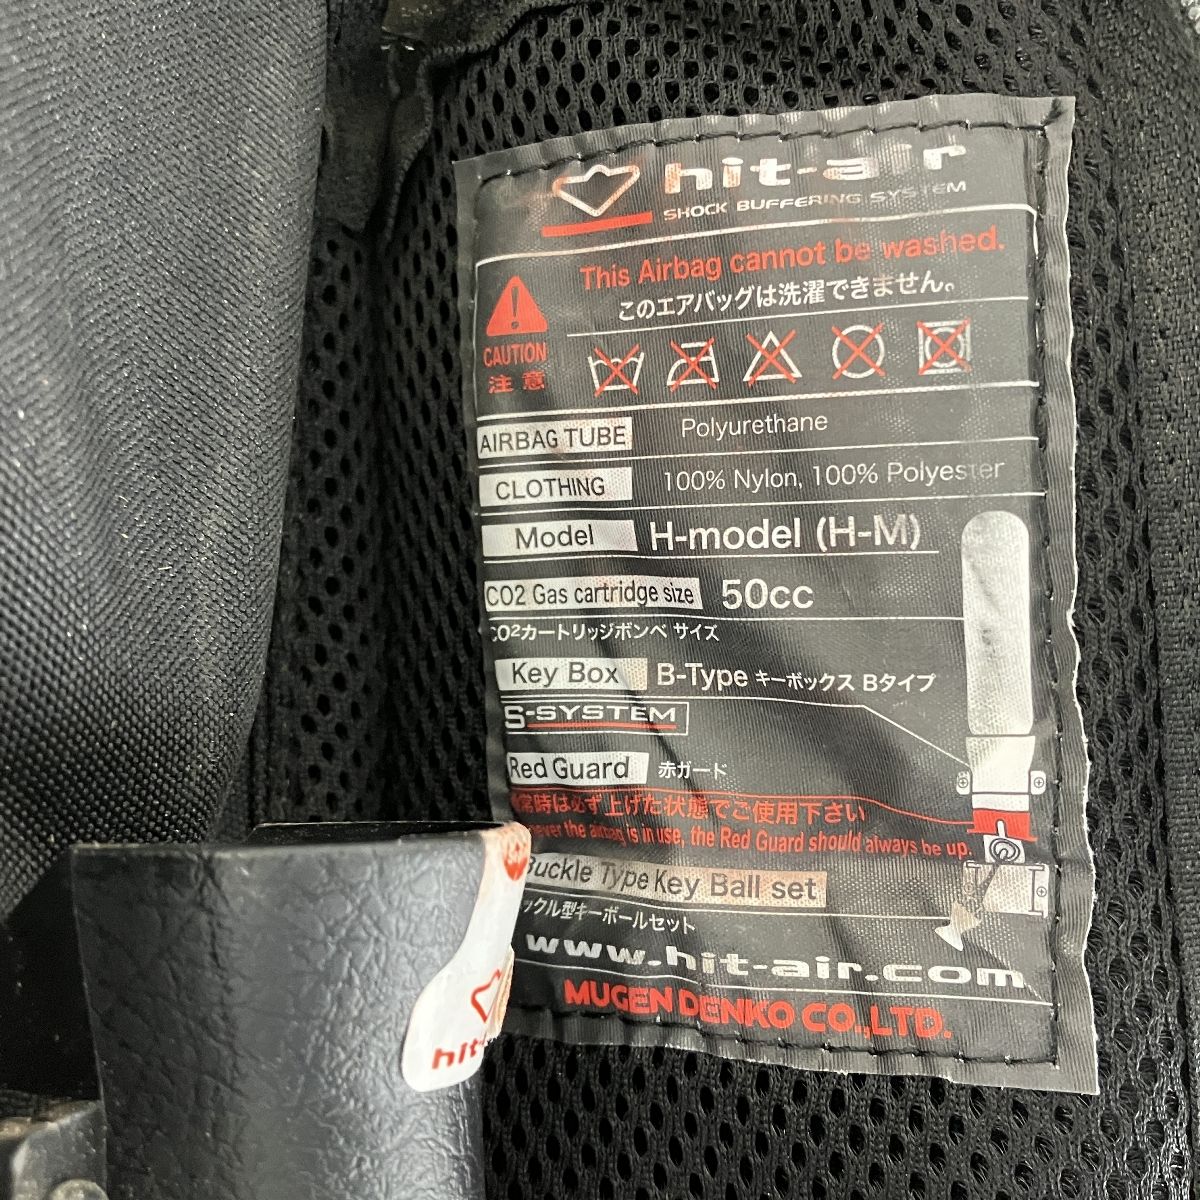 hit-air
SHOCK BUFFERING SYSTEM
This Airbag cannot be washed.
このエアバッグは洗濯できません。
CAUTION
注意
AIRBAG TUBE Polyurethane
CLOTHING 100% Nylon, 100% Polyester
Model H-model (H-M)
CO2 Gas cartridge size 50cc
CO2カートリッジボンベ サイズ
Key Box B-Type キーボックス Bタイプ
S-SYSTEM
Red Guard 赤ガード
常時は必ず上げた状態でご使用下さい
the airbag is in use, the Red Guard should always be up.
Buckle Type Key Ball set
ックル型キーボールセット
www.hit-air.com
MUGEN DENKO CO.,LTD.
hit-